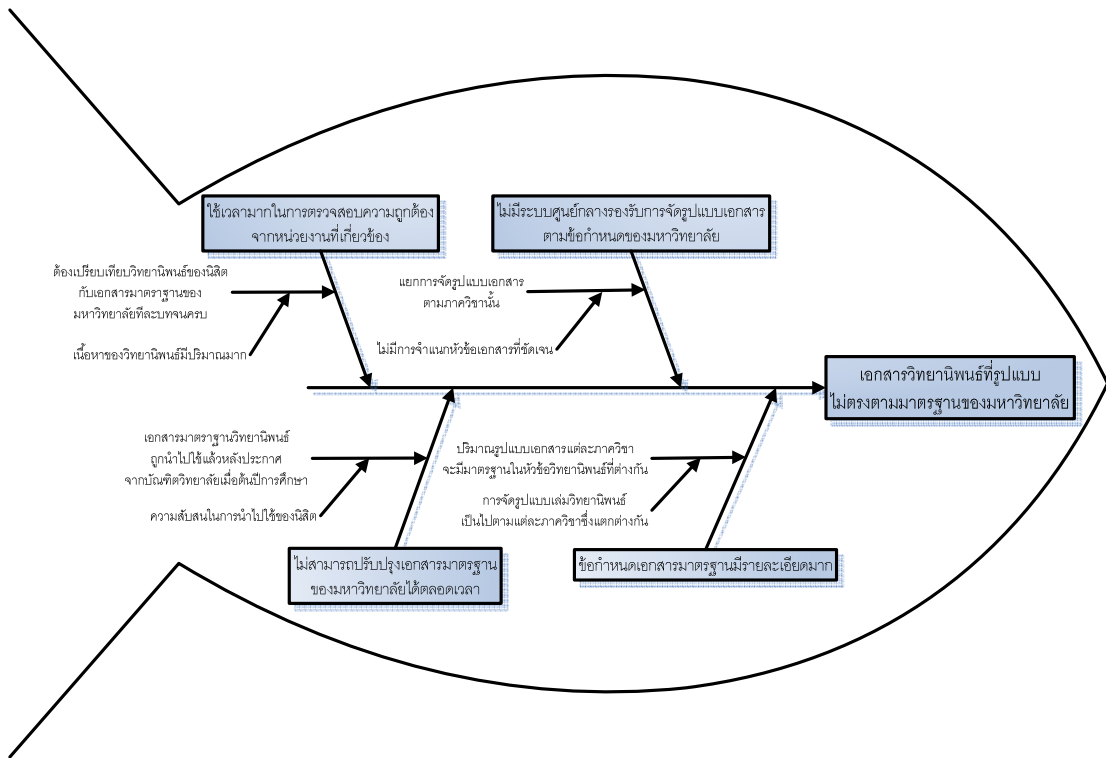 ใช้เวลามากในการตรวจสอบความถูกต้อง
จากหน่วยงานที่เกี่ยวข้อง
ไม่มีระบบศูนย์กลางรองรับการจัดรูปแบบเอกสาร
ตามข้อกำหนดของมหาวิทยาลัย
ต้องเปรียบเทียบวิทยานิพนธ์ของนิสิต
กับเอกสารมาตราฐานของ
มหาวิทยาลัยทีละบทจนครบ
เนื้อหาของวิทยานิพนธ์มีปริมาณมาก
แยกการจัดรูปแบบเอกสาร
ตามภาควิชานั้น
ไม่มีการจำแนกหัวข้อเอกสารที่ชัดเจน
เอกสารวิทยานิพนธ์ที่รูปแบบ
ไม่ตรงตามมาตรฐานของมหาวิทยาลัย
เอกสารมาตราฐานวิทยานิพนธ์
ถูกนำไปใช้แล้วหลังประกาศ
จากบัณฑิตวิทยาลัยเมื่อต้นปีการศึกษา
ความสับสนในการนำไปใช้ของนิสิต
ปริมาณรูปแบบเอกสารแต่ละภาควิชา
จะมีมาตรฐานในหัวข้อวิทยานิพนธ์ที่ต่างกัน
การจัดรูปแบบเล่มวิทยานิพนธ์
เป็นไปตามแต่ละภาควิชาซึ่งแตกต่างกัน
ไม่สามารถปรับปรุงเอกสารมาตรฐาน
ของมหาวิทยาลัยได้ตลอดเวลา
ข้อกำหนดเอกสารมาตรฐานมีรายละเอียดมาก